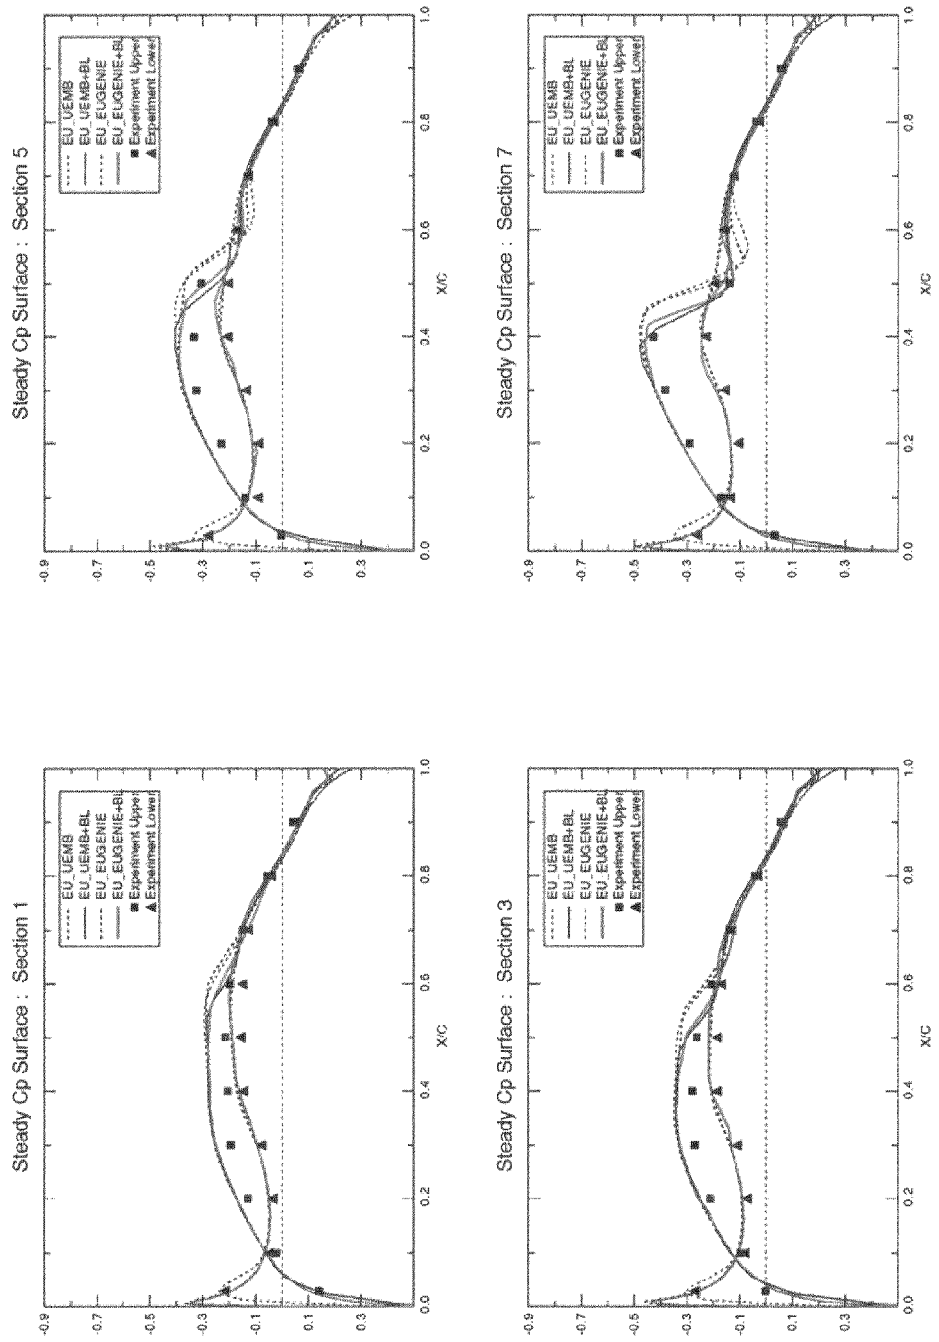 Steady Cp Surface : Section 1
EU_UEMB
EU_UEMB+BL
EU_EUGENIE
EU_EUGENIE+BL
Experiment Upper
Experiment Lower
-0.9
-0.7
-0.5
-0.3
-0.1
0.1
0.3
0.0
0.2
0.4
0.6
0.8
1.0
X/C
Steady Cp Surface : Section 5
EU_UEMB
EU_UEMB+BL
EU_EUGENIE
EU_EUGENIE+BL
Experiment Upper
Experiment Lower
-0.9
-0.7
-0.5
-0.3
-0.1
0.1
0.3
0.0
0.2
0.4
0.6
0.8
1.0
X/C
Steady Cp Surface : Section 3
EU_UEMB
EU_UEMB+BL
EU_EUGENIE
EU_EUGENIE+BL
Experiment Upper
Experiment Lower
-0.9
-0.7
-0.5
-0.3
-0.1
0.1
0.3
0.0
0.2
0.4
0.6
0.8
1.0
X/C
Steady Cp Surface : Section 7
EU_UEMB
EU_UEMB+BL
EU_EUGENIE
EU_EUGENIE+BL
Experiment Upper
Experiment Lower
-0.9
-0.7
-0.5
-0.3
-0.1
0.1
0.3
0.0
0.2
0.4
0.6
0.8
1.0
X/C